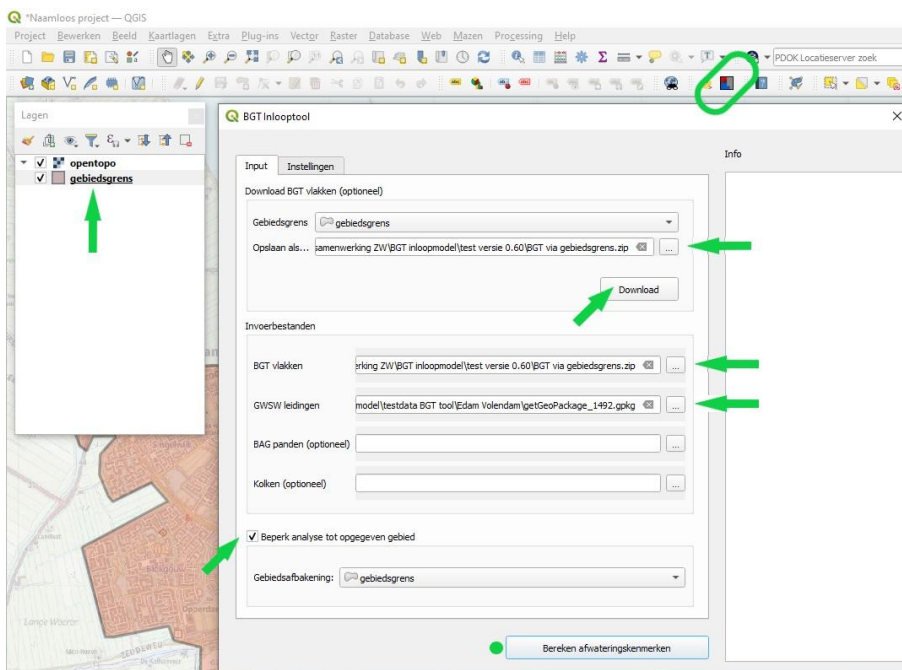 *Naamloos project — QGIS
Project Bewerken Beeld Kaartlagen Extra Plug-ins Vector Raster Database Web Mazen Processing Help
PDOK Locatieserver zoek
Lagen
opentopo
gebiedsgrens
BGT Inlooptool
Input Instellingen
Info
Download BGT vlakken (optioneel)
Gebiedsgrens gebiedsgrens
Opslaan als... samenwerking ZW\BGT inloopmodel\test versie 0.60\BGT via gebiedsgrens.zip ...
Download
Invoerbestanden
BGT vlakken erking ZW\BGT inloopmodel\test versie 0.60\BGT via gebiedsgrens.zip ...
GWSW leidingen model\testdata BGT tool\Edam Volendam\getGeoPackage_1492.gpkg ...
BAG panden (optioneel) ...
Kolken (optioneel) ...
Beperk analyse tot opgegeven gebied
Gebiedsafbakening: gebiedsgrens
Bereken afwateringskenmerken
Lange Weeren
ZEDDEWEG